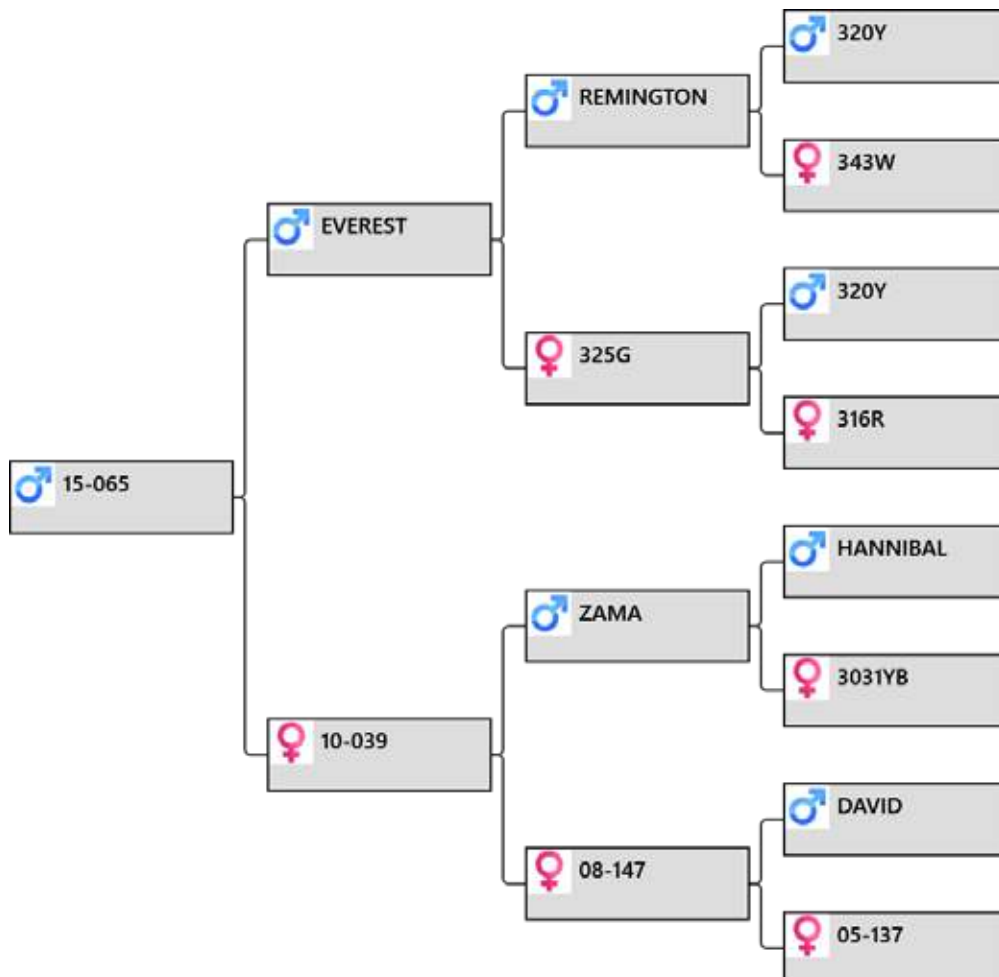 320Y
REMINGTON
343W
EVEREST
320Y
325G
316R
15-065
HANNIBAL
ZAMA
3031YB
10-039
DAVID
08-147
05-137